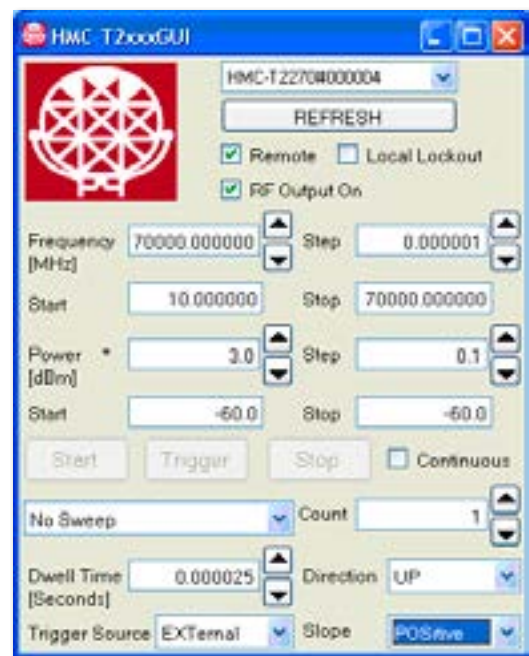 HMC T2xxxGUI
HMC-T2270#000004
REFRESH
Remote Local Lockout
RF Output On
Frequency [MHz] 70000.000000 Step 0.000001
Start 10.000000 Stop 70000.000000
Power * [dBm] 3.0 Step 0.1
Start -60.0 Stop -60.0
Start Trigger Stop Continuous
No Sweep Count 1
Dwell Time [Seconds] 0.000025 Direction UP
Trigger Source EXTernal Slope POSitive